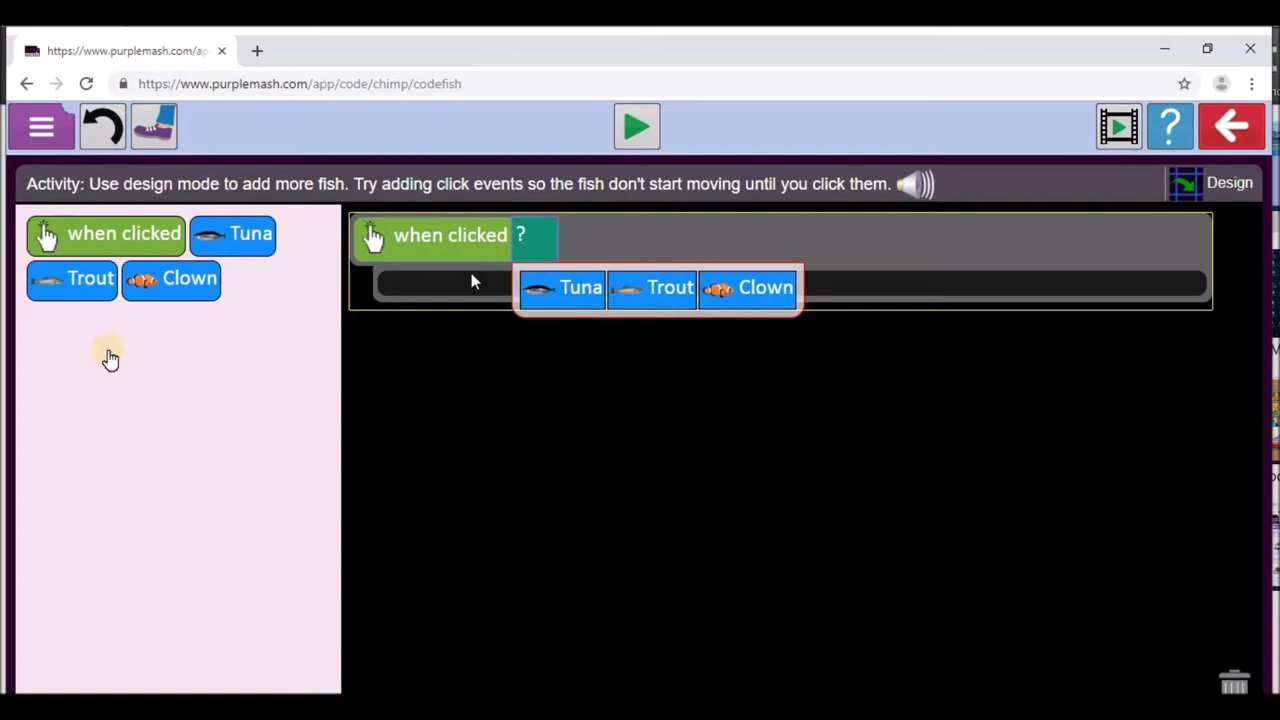 https://www.purplemash.com/ap
https://www.purplemash.com/app/code/chimp/codefish
Activity: Use design mode to add more fish. Try adding click events so the fish don't start moving until you click them.
Design
when clicked Tuna
Trout Clown
when clicked ?
Tuna Trout Clown
?